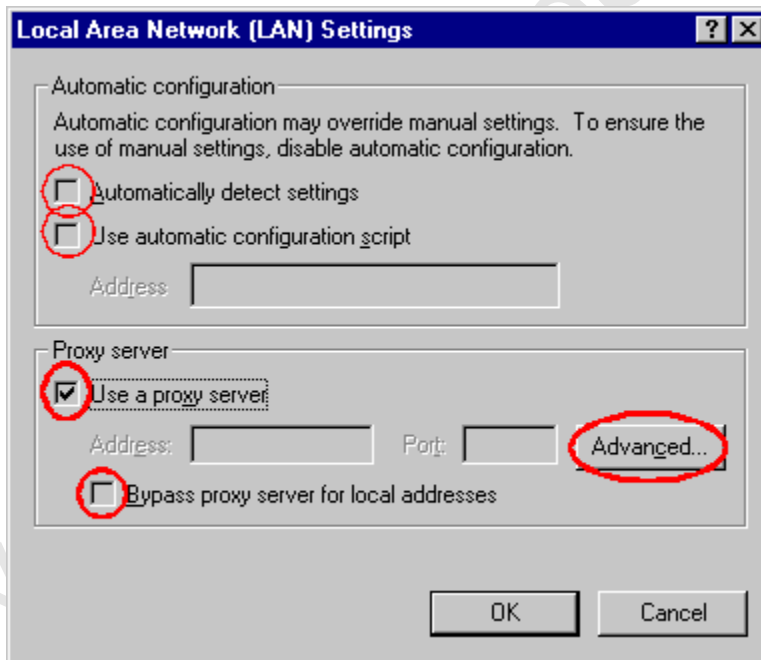 Local Area Network (LAN) Settings
Automatic configuration
Automatic configuration may override manual settings. To ensure the
use of manual settings, disable automatic configuration.
Automatically detect settings
Use automatic configuration script
Address
Proxy server
Use a proxy server
Address: Port: Advanced...
Bypass proxy server for local addresses
OK Cancel